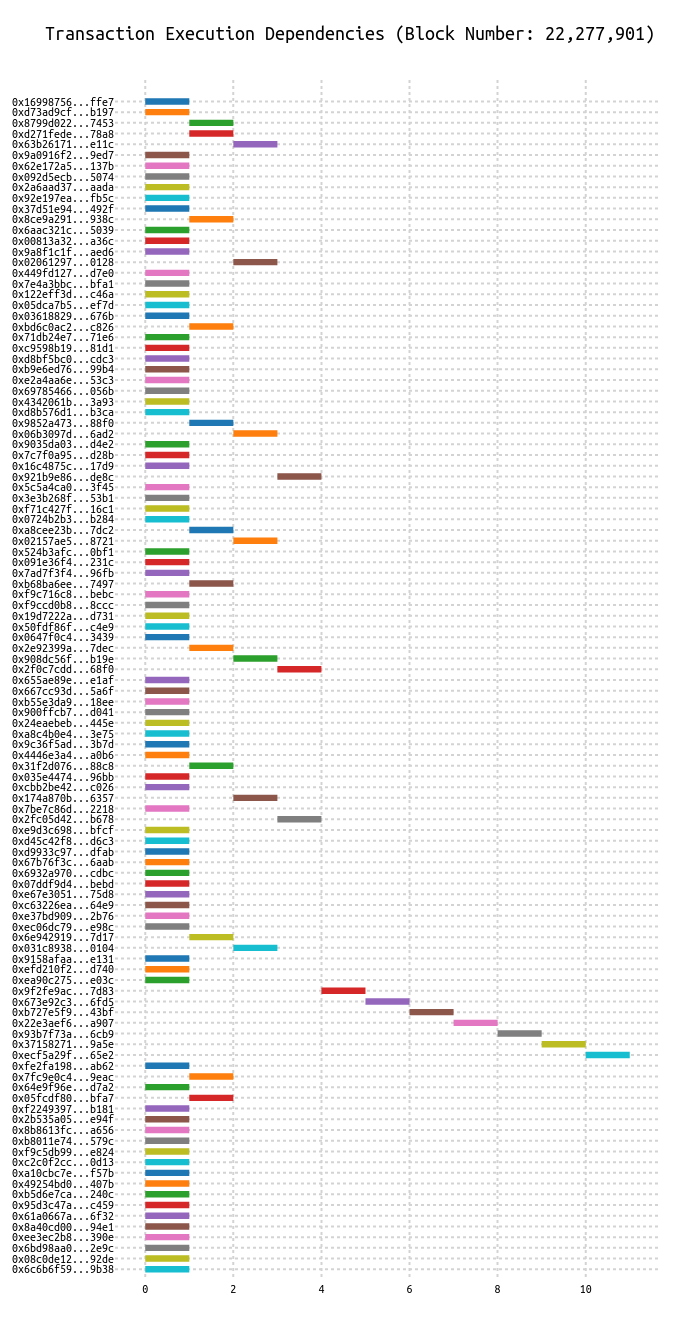 Transaction Execution Dependencies (Block Number: 22,277,901)
0x16998756...ffe7
0xd73ad9cf...b197
0x8799d022...7453
0xd271fede...78a8
0x63b26171...e11c
0x9a0916f2...9ed7
0x62e172a5...137b
0x092d5ecb...5074
0x2a6aad37...aada
0x92e197ea...fb5c
0x37d51e94...492f
0x8ce9a291...938c
0x6aac321c...5039
0x00813a32...a36c
0x9a8f1c1f...aed6
0x02061297...0128
0x449fd127...d7e0
0x7e4a3bbc...bfa1
0x122eff3d...c46a
0x05dca7b5...ef7d
0x03618829...676b
0xbd6c0ac2...c826
0x71db24e7...71e6
0xc9598b19...81d1
0xd8bf5bc0...cdc3
0xb9e6ed76...99b4
0xe2a4aa6e...53c3
0x69785466...056b
0x4342061b...3a93
0xd8b576d1...b3ca
0x9852a473...88f0
0x06b3097d...6ad2
0x9035da03...d4e2
0x7c7f0a95...d28b
0x16c4875c...17d9
0x921b9e86...de8c
0x5c5a4ca0...3f45
0x3e3b268f...53b1
0xf71c427f...16c1
0x0724b2b3...b284
0xa8cee23b...7dc2
0x02157ae5...8721
0x524b3afc...0bf1
0x091e36f4...231c
0x7ad7f3f4...96fb
0xb68ba6ee...7497
0xf9c716c8...bebc
0xf9ccd0b8...8ccc
0x19d7222a...d731
0x50fdf86f...c4e9
0x0647f0c4...3439
0x2e92399a...7dec
0x908dc56f...b19e
0x2f0c7cdd...68f0
0x655ae89e...e1af
0x667cc93d...5a6f
0xb55e3da9...18ee
0x900ffcb7...d041
0x24eaebeb...445e
0xa8c4b0e4...3e75
0x9c36f5ad...3b7d
0x4446e3a4...a0b6
0x31f2d076...88c8
0x035e4474...96bb
0xcbb2be42...c026
0x174a870b...6357
0x7be7c86d...2218
0x2fc05d42...b678
0xe9d3c698...bfcf
0xd45c42f8...d6c3
0xd9933c97...dfab
0x67b76f3c...6aab
0x6932a970...cdbc
0x07ddf9d4...bebd
0xe67e3051...75d8
0xc63226ea...64e9
0xe37bd909...2b76
0xec06dc79...e98c
0x6e942919...7d17
0x031c8938...0104
0x9158afaa...e131
0xefd210f2...d740
0xea90c275...e03c
0x9f2fe9ac...7d83
0x673e92c3...6fd5
0xb727e5f9...43bf
0x22e3aef6...a907
0x93b7f73a...6cb9
0x37158271...9a5e
0xecf5a29f...65e2
0xfe2fa198...ab62
0x7fc9e0c4...9eac
0x64e9f96e...d7a2
0x05fcdf80...bfa7
0xf2249397...b181
0x2b535a05...e94f
0x8b8613fc...a656
0xb8011e74...579c
0xf9c5db99...e824
0xc2c0f2cc...0d13
0xa10cbc7e...f57b
0x49254bd0...407b
0xb5d6e7ca...240c
0x95d3c47a...c459
0x61a0667a...6f32
0x8a40cd00...94e1
0xee3ec2b8...390e
0x6bd98aa0...2e9c
0x08c0de12...92de
0x6c6b6f59...9b38
0 2 4 6 8 10